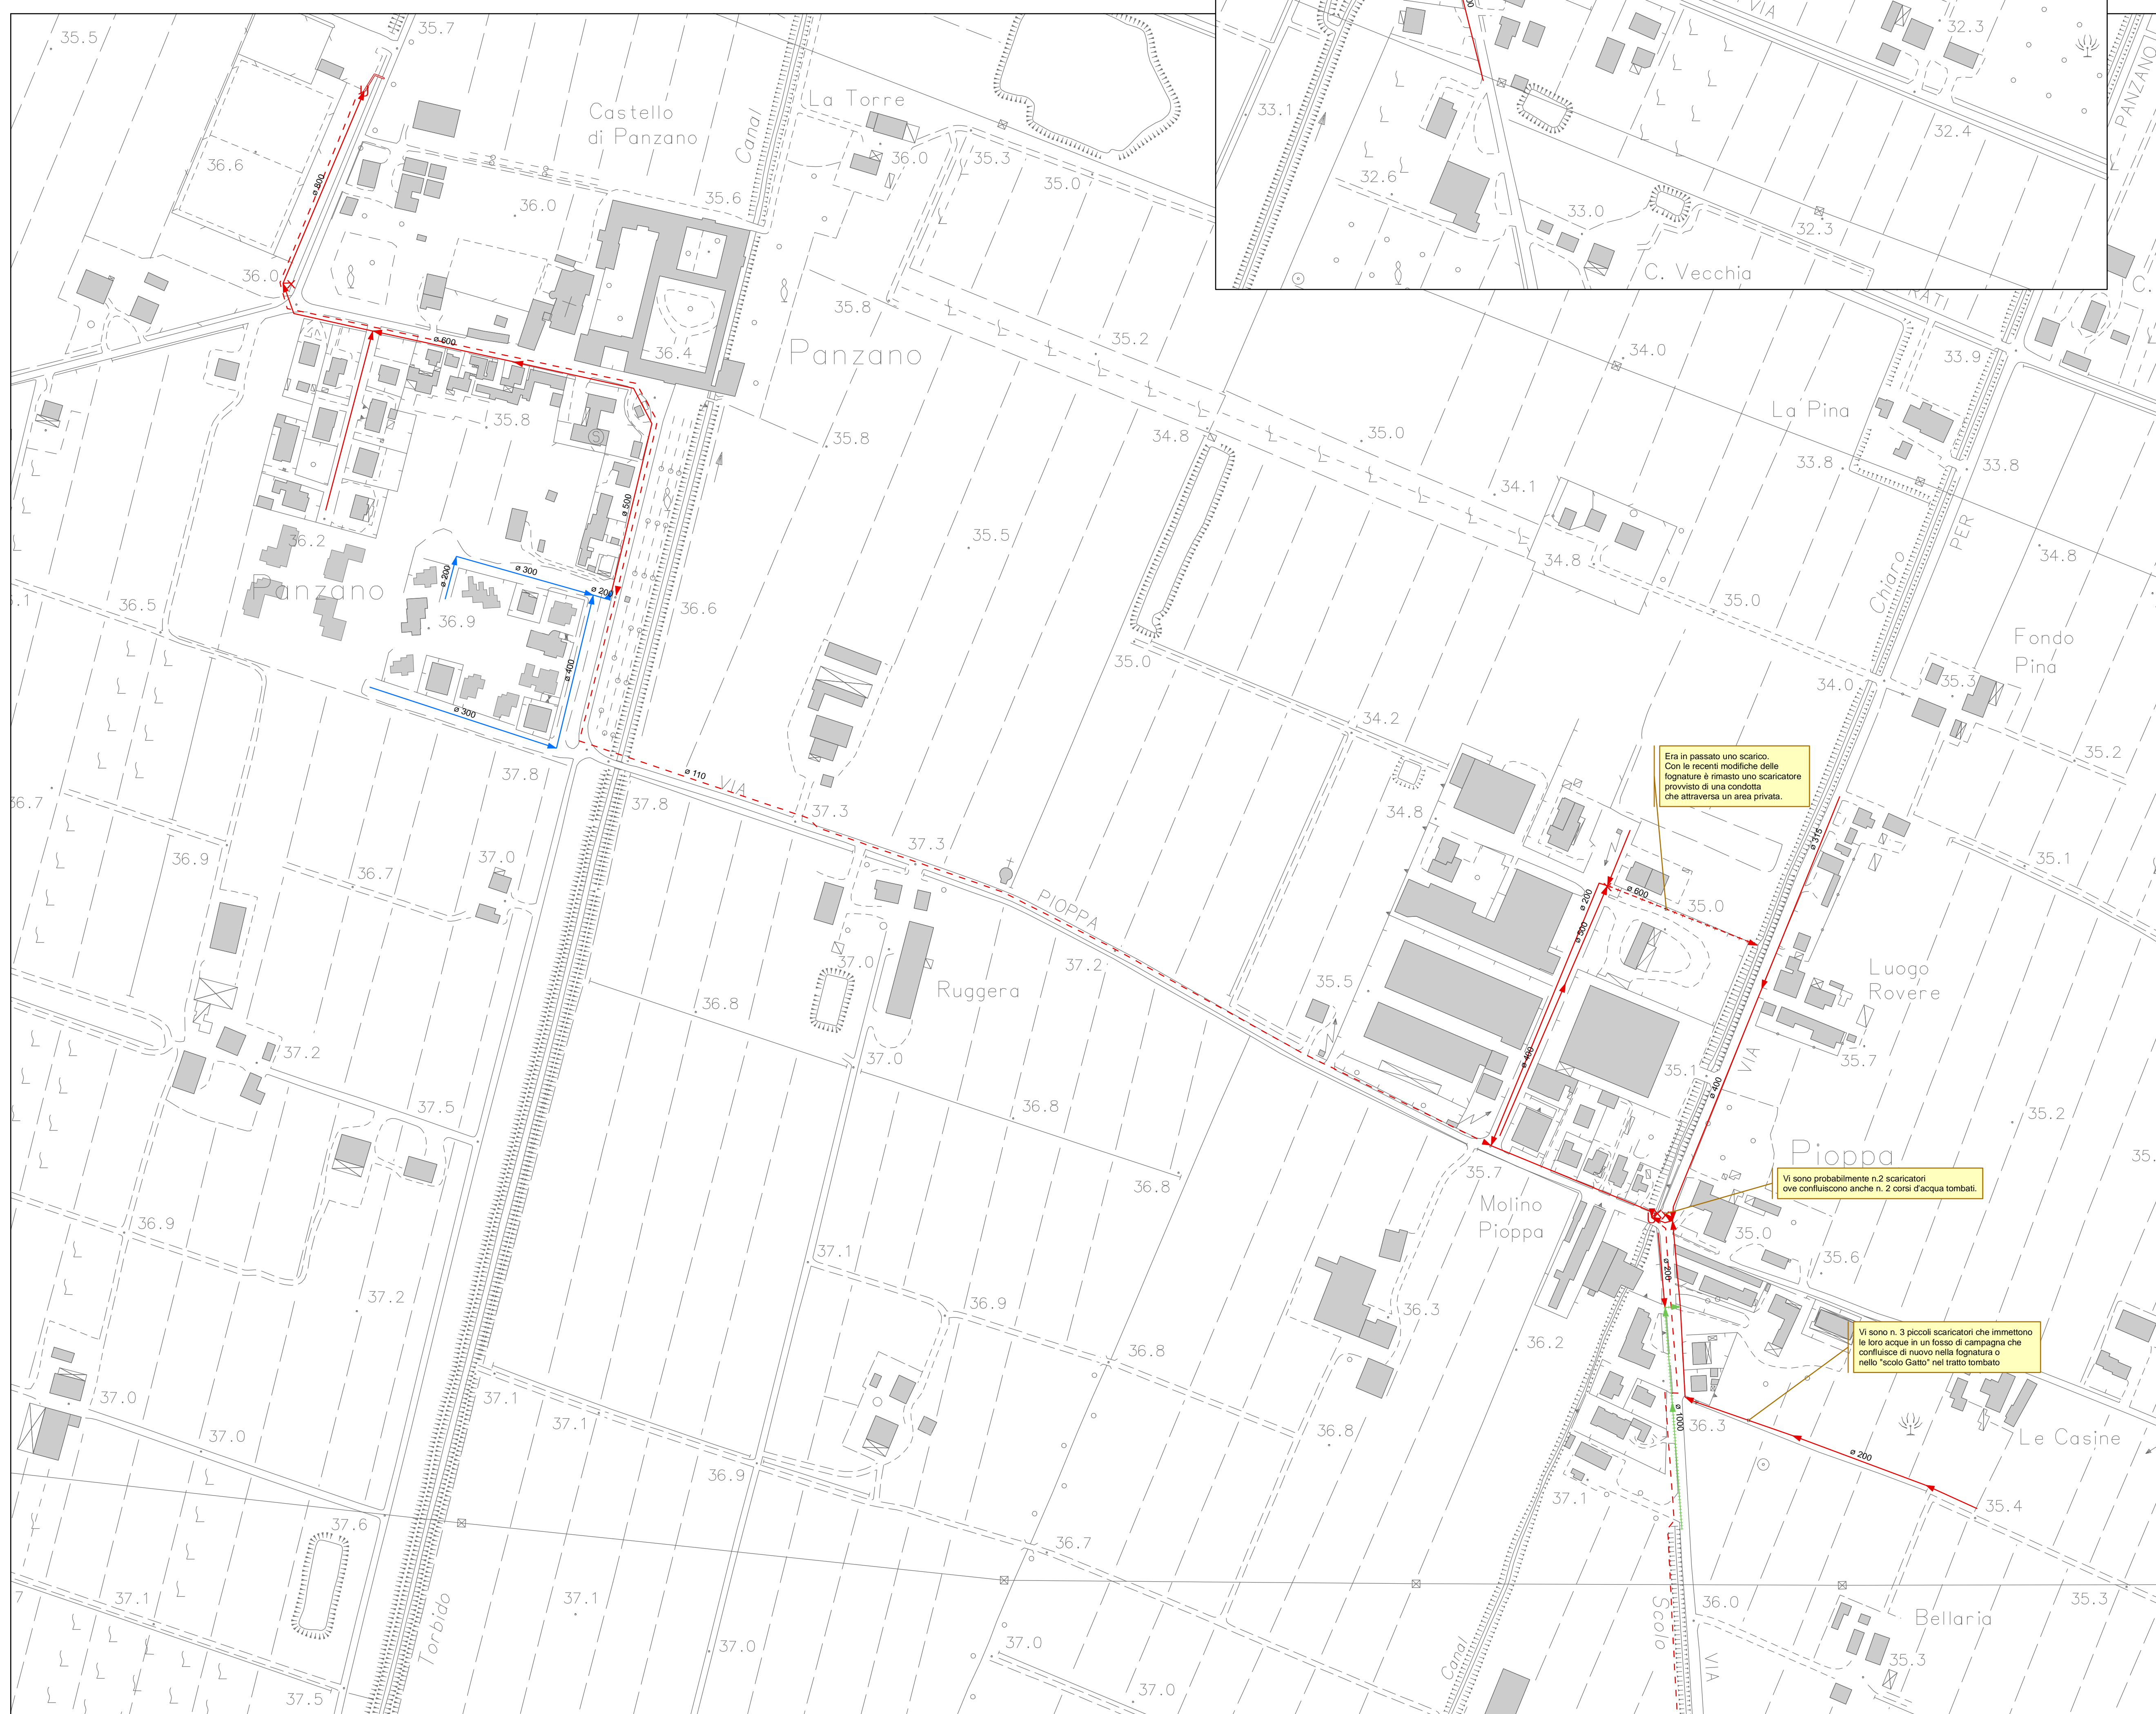 35.5
35.7
Castello
di Panzano
Canal
La Torre
36.0
35.3
35.0
36.6
ø 800
36.0
35.6
36.0
Panzano
36.4
ø 600
35.8
35.8
35.2
35.8
34.8
35.0
34.1
34.8
35.0
ø 500
36.2
Panzano
ø 200
ø 300
ø 200
36.5
36.9
36.6
ø 400
ø 300
35.5
35.0
34.2
37.8
37.8
ø 110
VIA
37.3
37.3
PIOPPA
37.2
36.7
36.9
36.7
37.0
37.0
Ruggera
36.8
37.0
36.8
36.8
37.2
37.5
36.9
37.2
37.1
36.9
36.8
36.8
37.0
37.0
37.1
37.1
36.9
36.7
37.6
37.1
37.1
37.5
Torbido
37.0
37.0
37.0
VIA
32.3
33.1
32.4
32.6
33.0
32.3
C. Vecchia
PANZANO
RATI
C.
34.0
33.9
La Pina
33.8
33.8
PER
34.8
Chiaro
34.0
Fondo
Pina
35.3
35.2
35.1
Era in passato uno scarico.
Con le recenti modifiche delle
fognature è rimasto uno scaricatore
provvisto di una condotta
che attraversa un area privata.
34.8
35.5
ø 200
ø 500
ø 400
ø 600
35.0
ø 315
Luogo
Rovere
35.7
VIA
ø 400
35.1
35.2
Pioppa
Vi sono probabilmente n.2 scaricatori
ove confluiscono anche n. 2 corsi d'acqua tombati.
35.7
Molino
Pioppa
35.0
35.6
ø 200
36.3
36.2
Vi sono n. 3 piccoli scaricatori che immettono
le loro acque in un fosso di campagna che
confluisce di nuovo nella fognatura o
nello "scolo Gatto" nel tratto tombato
ø 1000
36.3
Le Casine
ø 200
35.4
37.1
Scolo
36.0
VIA
Bellaria
35.3
35.3
Canal